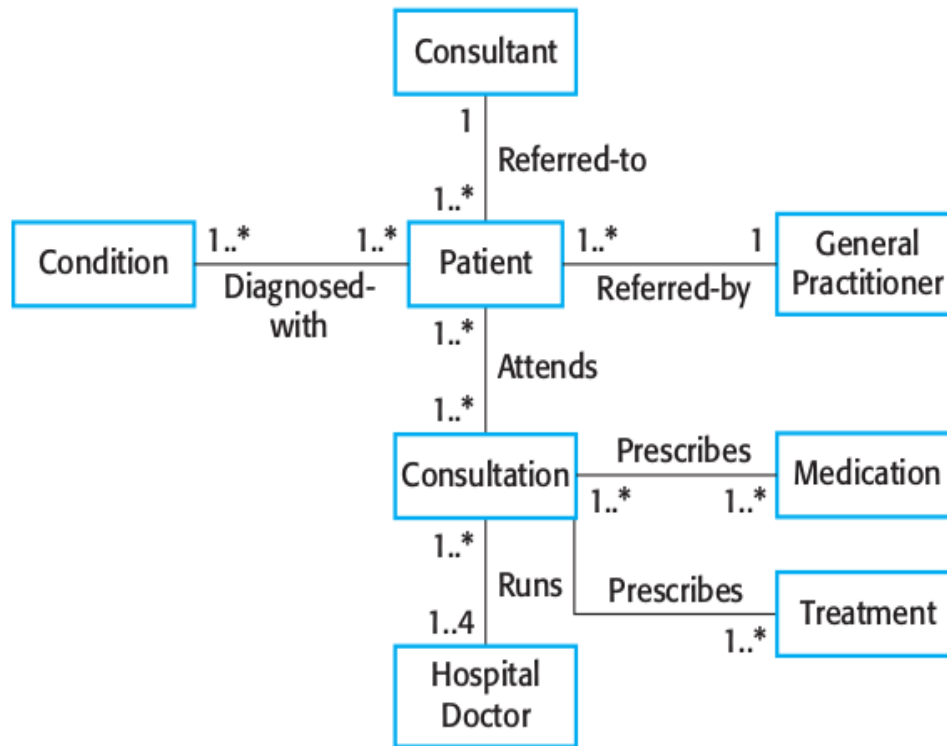 Consultant
1
Referred-to
1..*
Condition
1..*
Diagnosed-
with
1..*
Patient
1..*
Referred-by
1
General
Practitioner
1..*
Attends
1..*
Consultation
Prescribes
1..*
1..*
Medication
1..*
Runs
1..4
Prescribes
1..*
Treatment
Hospital
Doctor